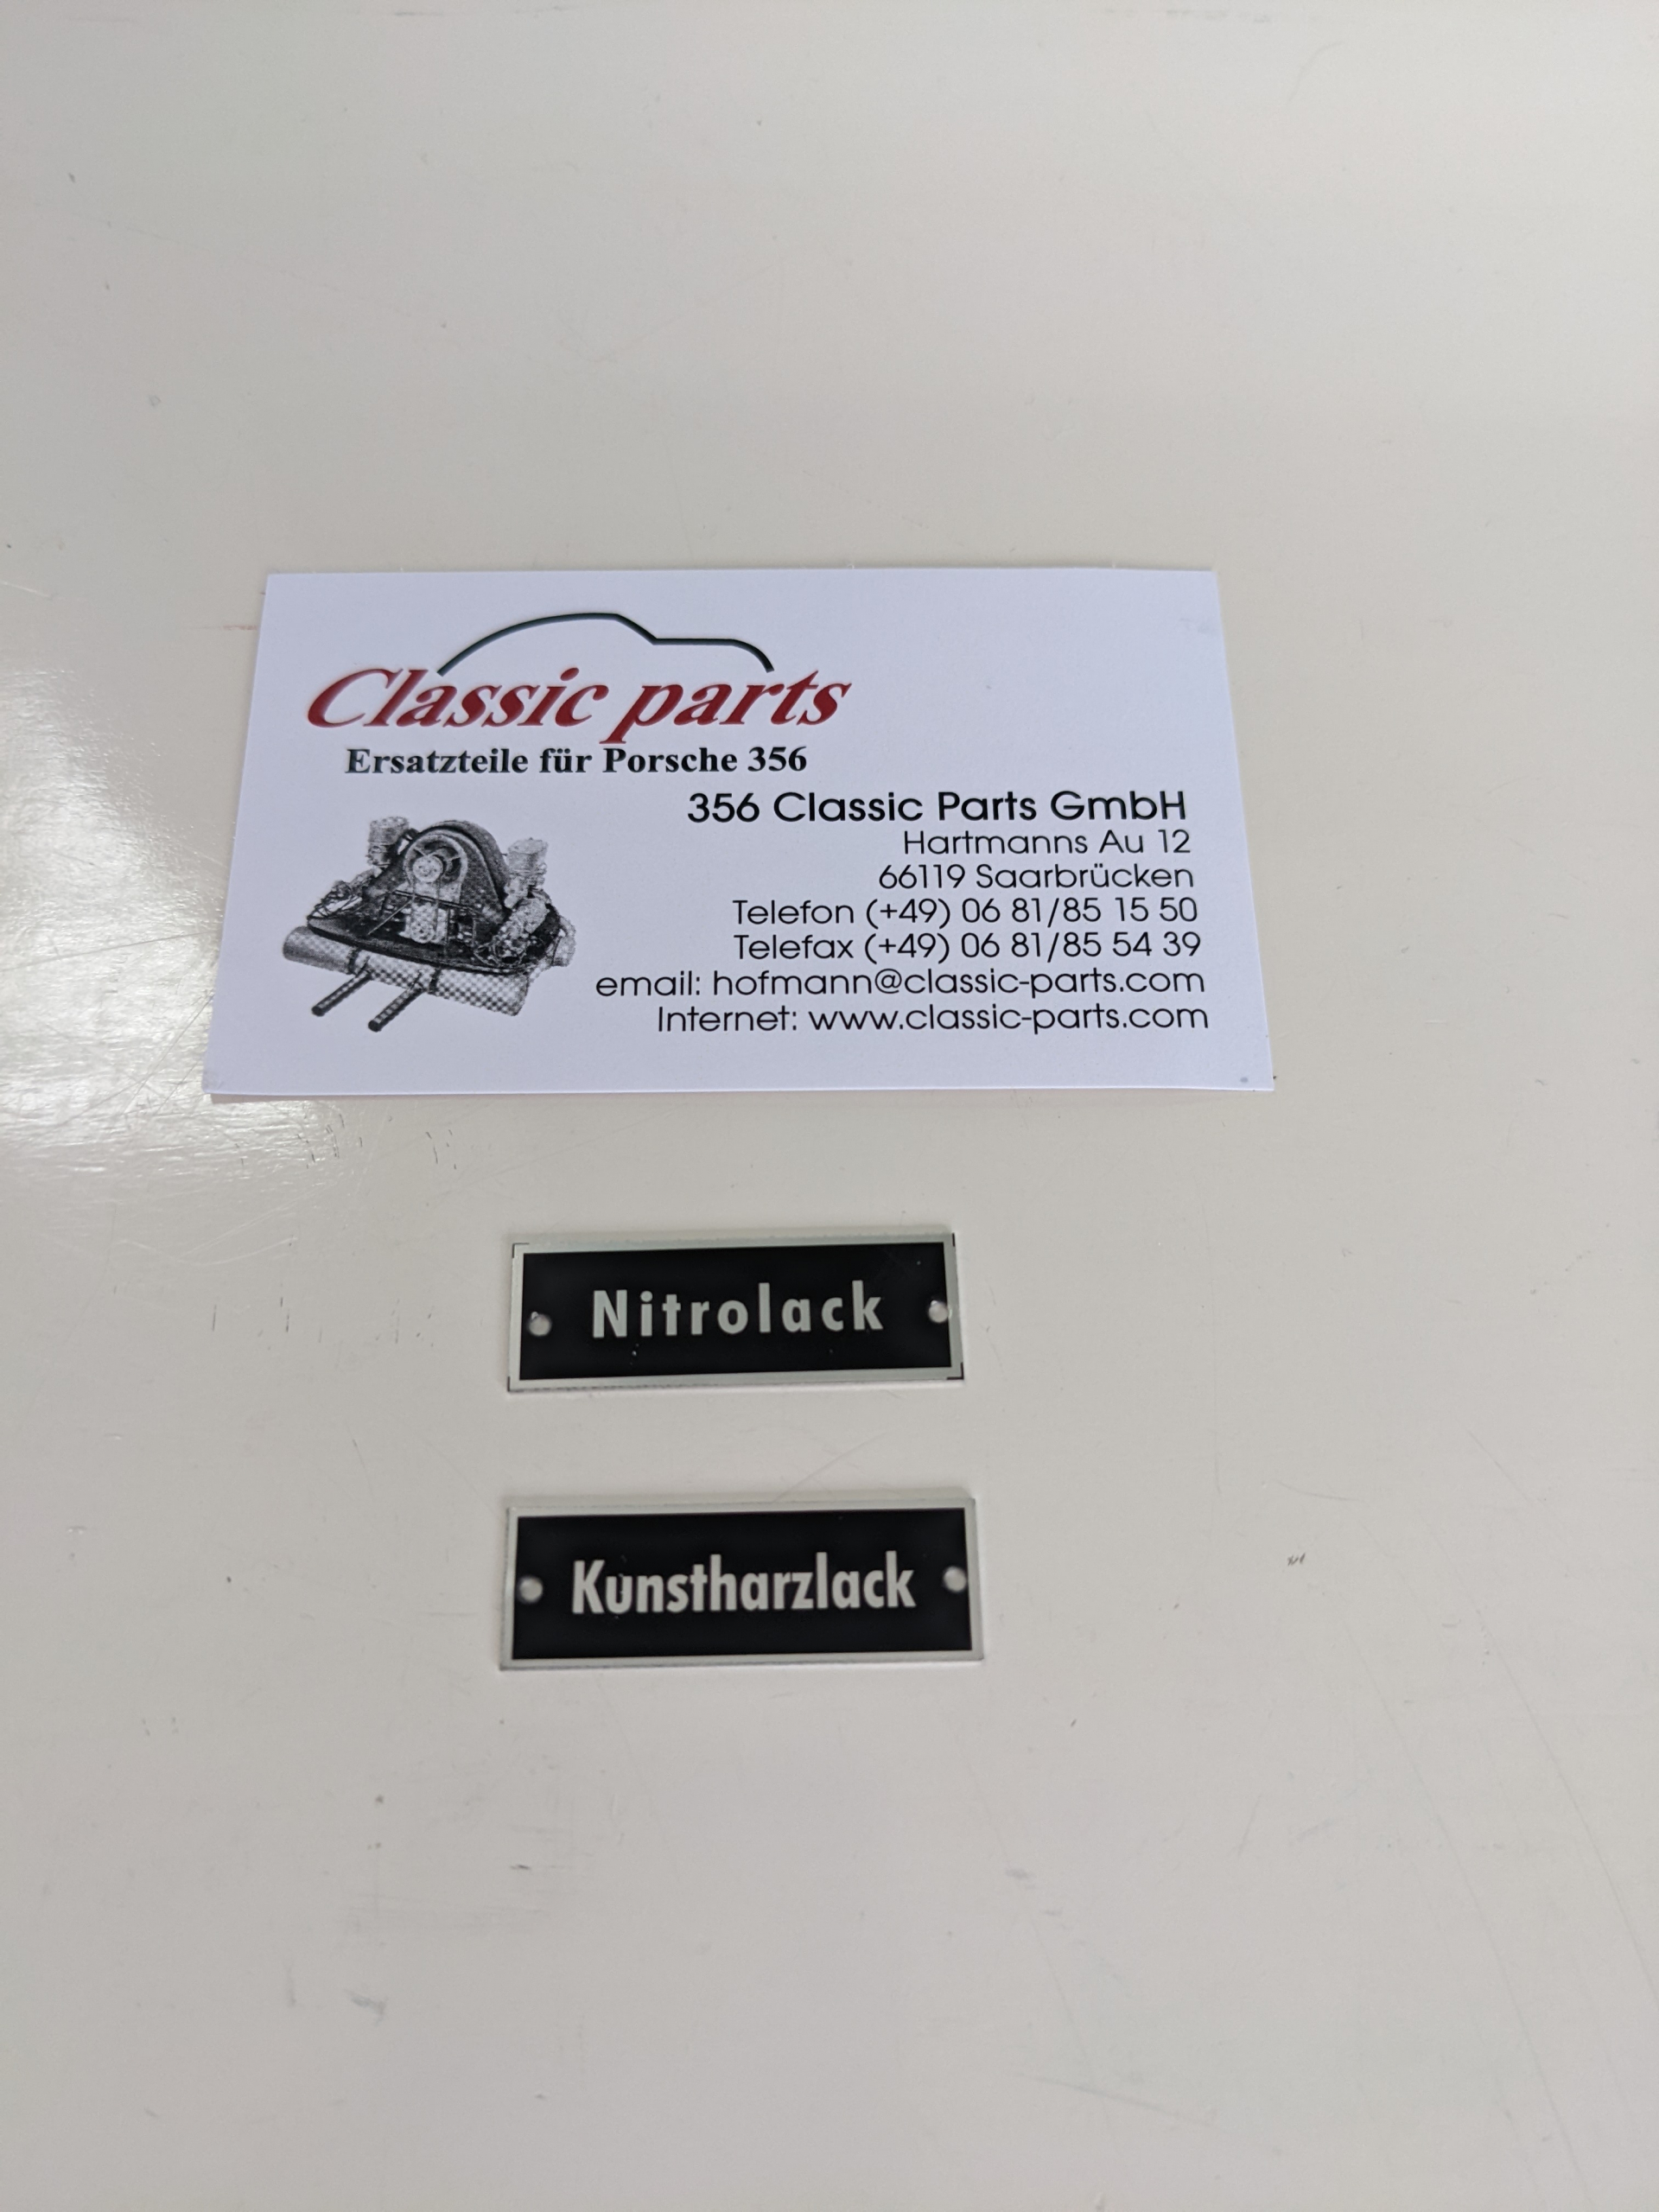 Classic parts
Ersatzteile für Porsche 356
356 Classic Parts GmbH
Hartmanns Au 12
66119 Saarbrücken
Telefon (+49) 06 81/85 15 50
Telefax (+49) 06 81/85 54 39
email: hofmann@classic-parts.com
Internet: www.classic-parts.com
Nitrolack
Kunstharzlack